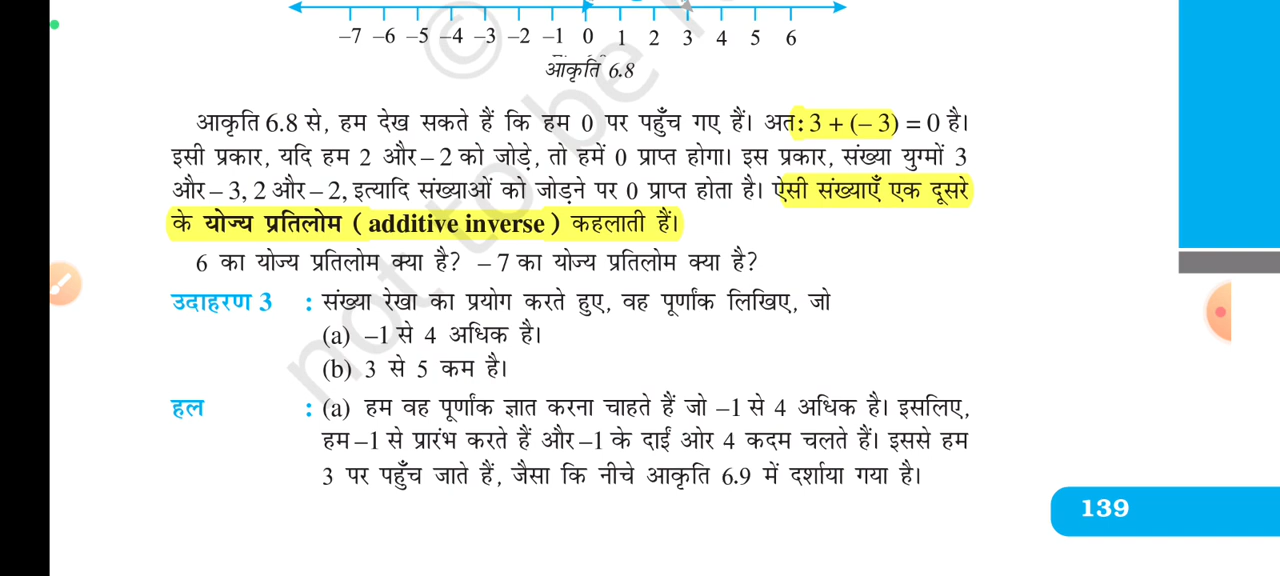 –7 –6 –5 –4 –3 –2 –1 0 1 2 3 4 5 6
आकृति 6.8
आकृति 6.8 से, हम देख सकते हैं कि हम 0 पर पहुँच गए हैं। अत: 3 + (– 3) = 0 है।
इसी प्रकार, यदि हम 2 और – 2 को जोड़े, तो हमें 0 प्राप्त होगा। इस प्रकार, संख्या युग्मों 3
और – 3, 2 और – 2, इत्यादि संख्याओं को जोड़ने पर 0 प्राप्त होता है। ऐसी संख्याएँ एक दूसरे
के योज्य प्रतिलोम ( additive inverse ) कहलाती हैं।
6 का योज्य प्रतिलोम क्या है? – 7 का योज्य प्रतिलोम क्या है?
उदाहरण 3 : संख्या रेखा का प्रयोग करते हुए, वह पूर्णांक लिखिए, जो
(a) –1 से 4 अधिक है।
(b) 3 से 5 कम है।
हल : (a) हम वह पूर्णांक ज्ञात करना चाहते हैं जो –1 से 4 अधिक है। इसलिए,
हम –1 से प्रारंभ करते हैं और –1 के दाईं ओर 4 कदम चलते हैं। इससे हम
3 पर पहुँच जाते हैं, जैसा कि नीचे आकृति 6.9 में दर्शाया गया है।
139
© not to be